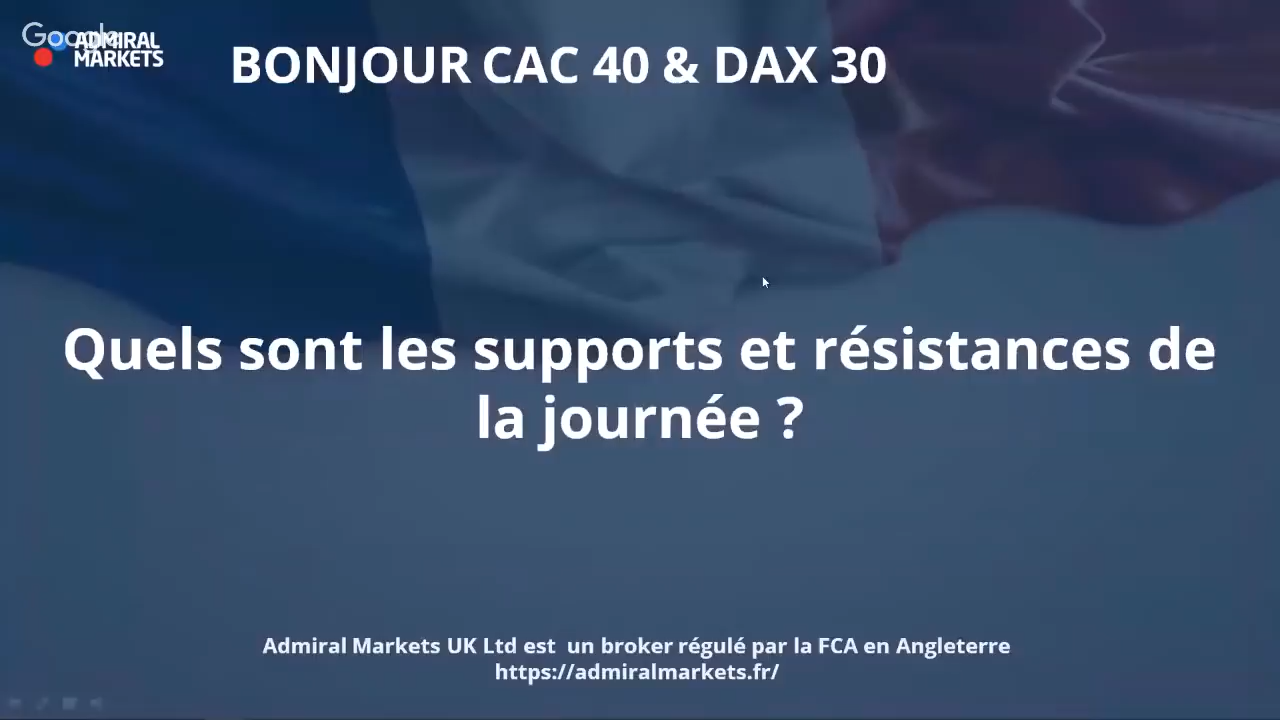 Google
ADMIRAL
MARKETS
BONJOUR CAC 40 & DAX 30
Quels sont les supports et résistances de
la journée ?
Admiral Markets UK Ltd est  un broker régulé par la FCA en Angleterre
https://admiralmarkets.fr/